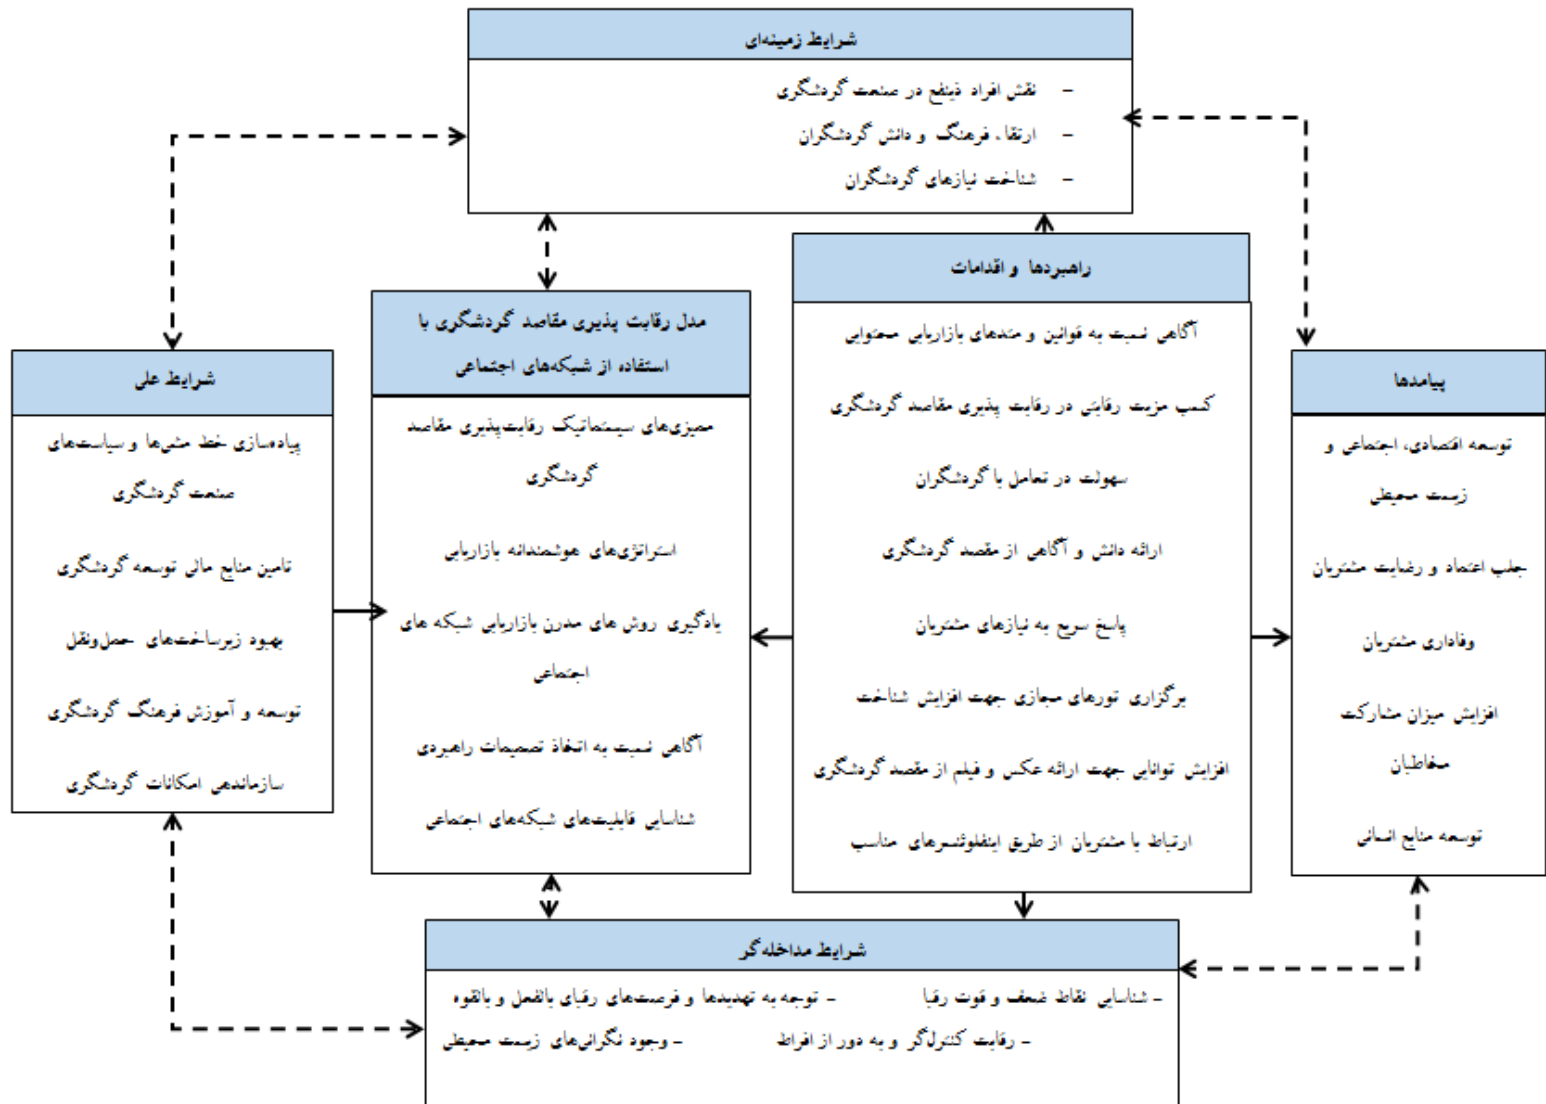 شرایط زمینه‌ای
- نقش افراد ذینفع در صنعت گردشگری
- ارتقاء فرهنگ و دانش گردشگران
- شناخت نیازهای گردشگران
شرایط علی
پیاده‌سازی خط مشی‌ها و سیاست‌های
صنعت گردشگری
تامین منابع مالی توسعه گردشگری
بهبود زیرساخت‌های حمل‌ونقل
توسعه و آموزش فرهنگ گردشگری
سازماندهی امکانات گردشگری
مدل رقابت پذیری مقاصد گردشگری با
استفاده از شبکه‌های اجتماعی
ممیزی‌های سیستماتیک رقابت‌پذیری مقاصد
گردشگری
استراتژی‌های هوشمندانه بازاریابی
یادگیری روش های مدرن بازاریابی شبکه های
اجتماعی
آگاهی نسبت به اتخاذ تصمیمات راهبردی
شناسایی قابلیت‌های شبکه‌های اجتماعی
راهبردها و اقدامات
آگاهی نسبت به قوانین و متدهای بازاریابی محتوایی
کسب مزیت رقابتی در رقابت پذیری مقاصد گردشگری
سهولت در تعامل با گردشگران
ارائه دانش و آگاهی از مقصد گردشگری
پاسخ سریع به نیازهای مشتریان
برگزاری تورهای مجازی جهت افزایش شناخت
افزایش توانایی جهت ارائه عکس و فیلم از مقصد گردشگری
ارتباط با مشتریان از طریق اینفلوئنسرهای مناسب
پیامدها
توسعه اقتصادی، اجتماعی و
زیست محیطی
جلب اعتماد و رضایت مشتریان
وفاداری مشتریان
افزایش میزان مشارکت
مخاطبان
توسعه منابع انسانی
شرایط مداخله‌گر
- شناسایی نقاط ضعف و قوت رقبا - توجه به تهدیدها و فرصت‌های رقبای بالفعل و بالقوه
- رقابت کنترل‌گر و به دور از افراط - وجود نگرانی‌های زیست محیطی